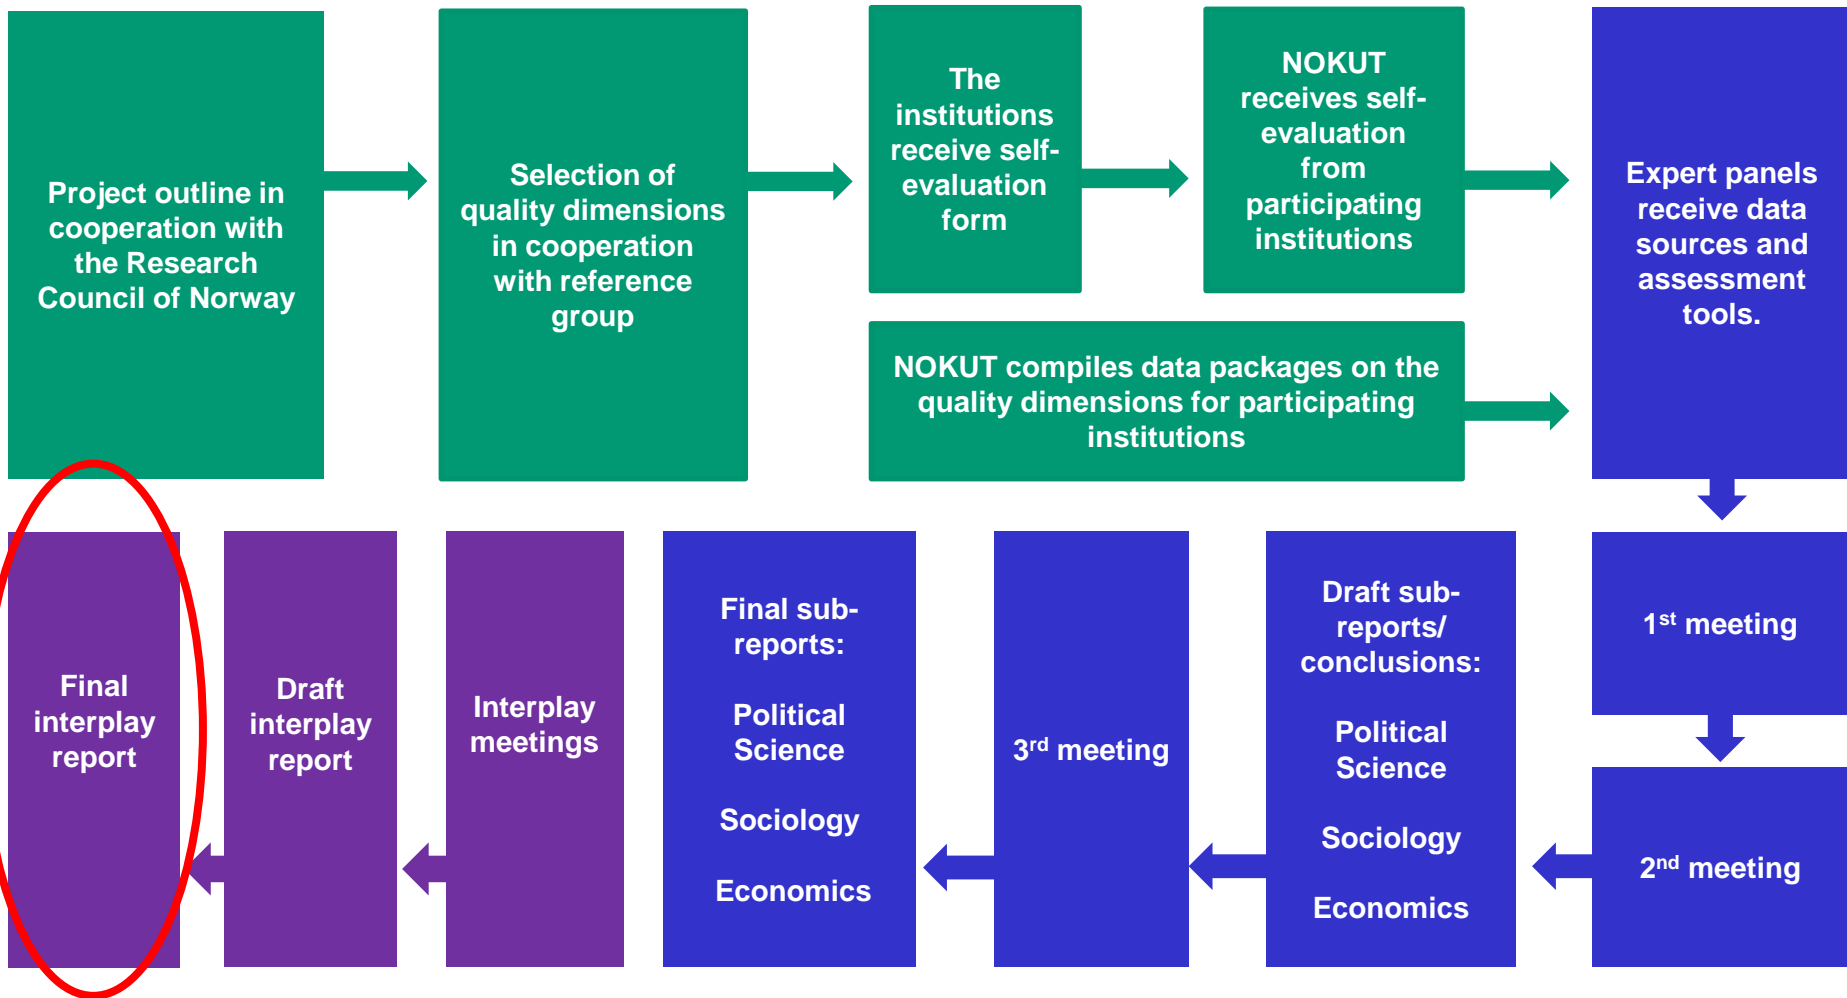 Project outline in
cooperation with
the Research
Council of Norway
Selection of
quality dimensions
in cooperation
with reference
group
The
institutions
receive self-
evaluation
form
NOKUT
receives self-
evaluation
from
participating
institutions
NOKUT compiles data packages on the
quality dimensions for participating
institutions
Expert panels
receive data
sources and
assessment
tools.
1st meeting
2nd meeting
Draft sub-
reports/
conclusions:
Political
Science
Sociology
Economics
3rd meeting
Final sub-
reports:
Political
Science
Sociology
Economics
Interplay
meetings
Draft
interplay
report
Final
interplay
report